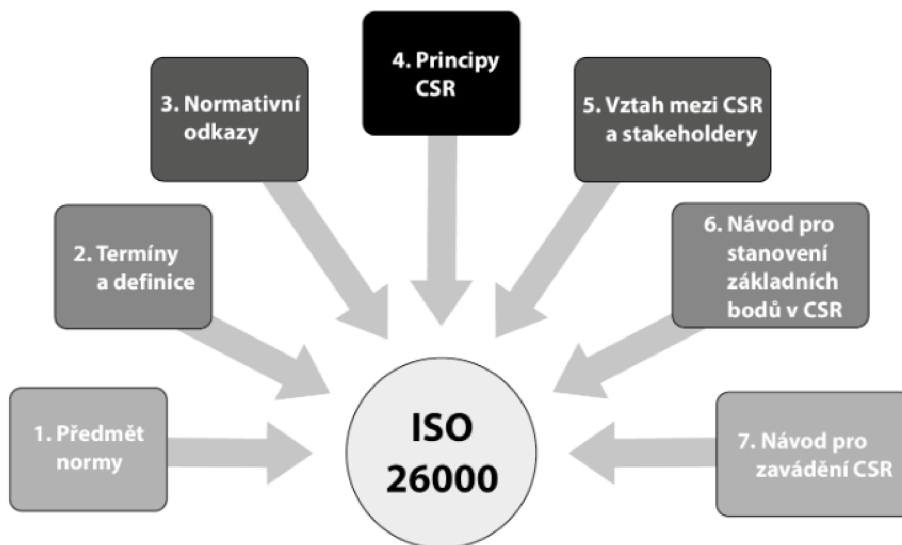 1. Předmět
normy
2. Termíny
a definice
3. Normativní
odkazy
4. Principy
CSR
5. Vztah mezi CSR
a stakeholdery
6. Návod pro
stanovení
základních
bodů v CSR
7. Návod pro
zavádění CSR
ISO
26000